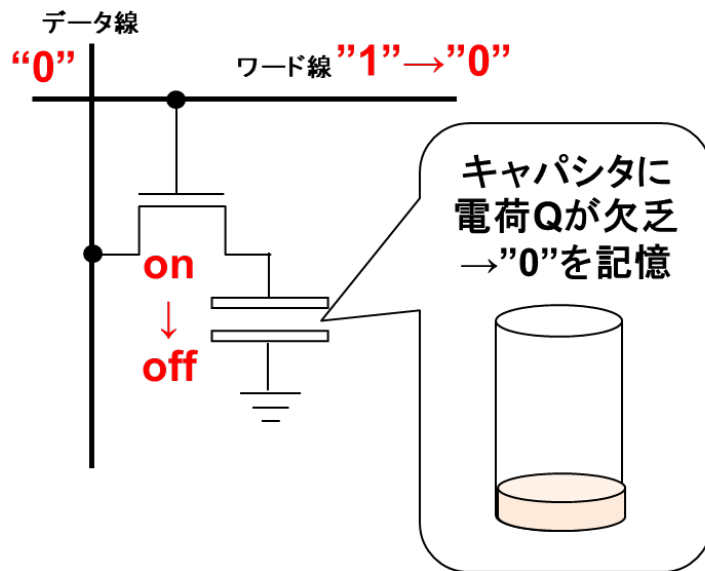 データ線
“0”
ワード線 ”1”→”0”
on
↓
off
キャパシタに
電荷Qが欠乏
→”0”を記憶